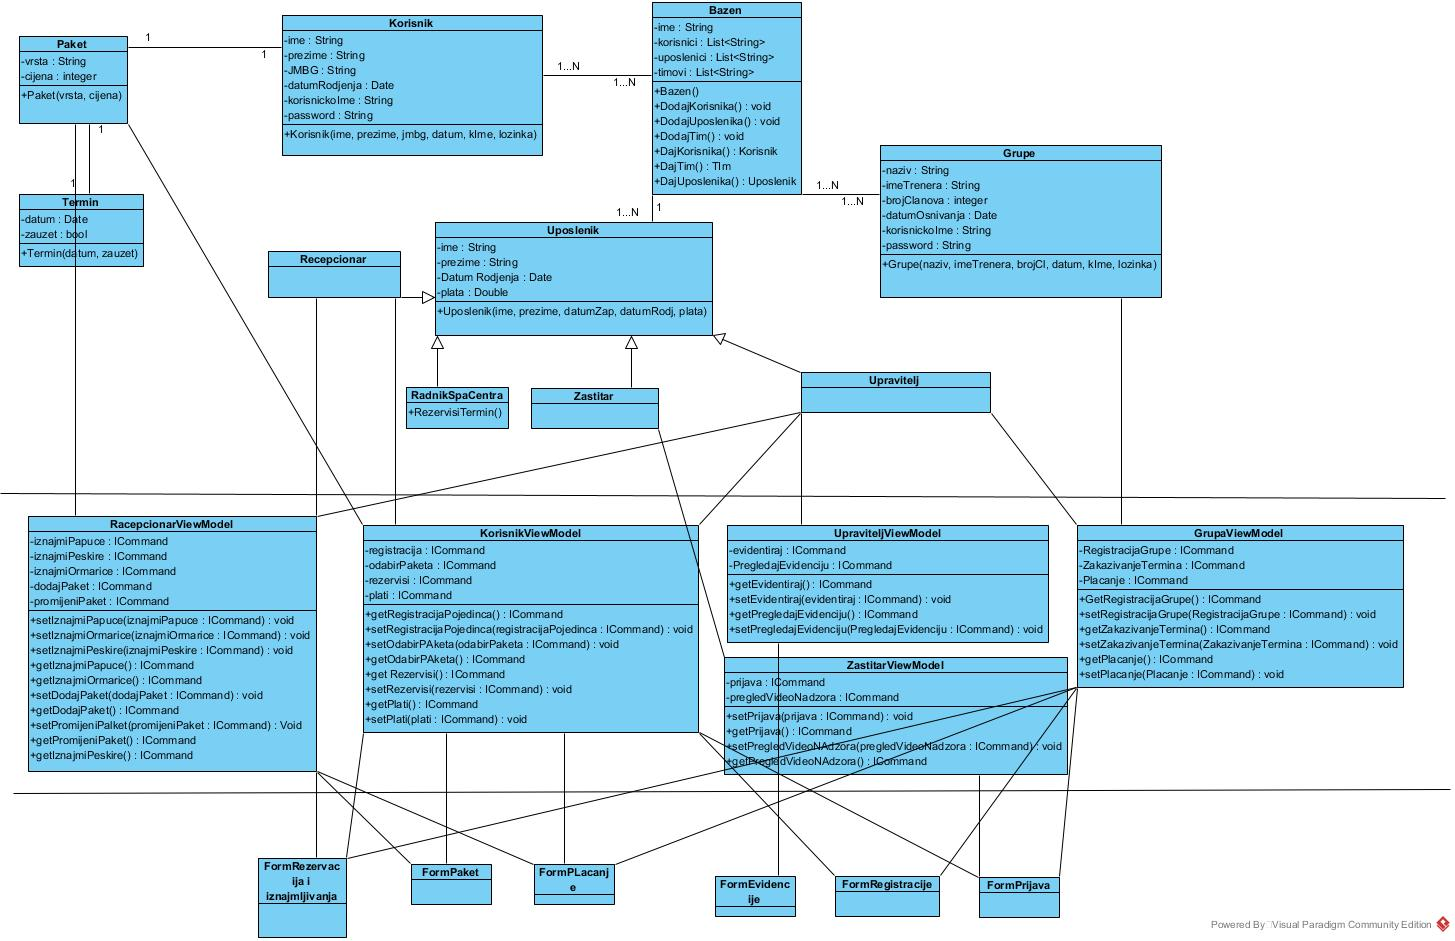 Paket
-vrsta : String
-cijena : integer
+Paket(vrsta, cijena)
1
1
Korisnik
-ime : String
-prezime : String
-JMBG : String
-datumRodjenja : Date
-korisnickoIme : String
-password : String
+Korisnik(ime, prezime, jmbg, datum, kIme, lozinka)
1...N
1...N
Bazen
-ime : String
-korisnici : List<String>
-uposlenici : List<String>
-timovi : List<String>
+Bazen()
+DodajKorisnika() : void
+DodajUposlenika() : void
+DodajTim() : void
+DajKorisnika() : Korisnik
+DajTim() : TIm
+DajUposlenika() : Uposlenik
1...N
1...N
Grupe
-naziv : String
-imeTrenera : String
-brojClanova : integer
-datumOsnivanja : Date
-korisnickoIme : String
-password : String
+Grupe(naziv, imeTrenera, brojCl, datum, kIme, lozinka)
1
1
Termin
-datum : Date
-zauzet : bool
+Termin(datum, zauzet)
1...N
1
Uposlenik
-ime : String
-prezime : String
-Datum Rodjenja : Date
-plata : Double
+Uposlenik(ime, prezime, datumZap, datumRodj, plata)
Recepcionar
RadnikSpaCentra
+RezervisiTermin()
Zastitar
Upravitelj
RacepcionarViewModel
-iznajmiPapuce : ICommand
-iznajmiPeskire : ICommand
-iznajmiOrmarice : ICommand
-dodajPaket : ICommand
-promijeniPaket : ICommand
+setIznajmiPapuce(iznajmiPapuce : ICommand) : void
+setIznajmiOrmarice(iznajmiOrmarice : ICommand) : void
+setIznajmiPeskire(iznajmiPeskire : ICommand) : void
+getIznajmiPapuce() : ICommand
+getIznajmiOrmarice() : ICommand
+setDodajPaket(dodajPaket : ICommand) : void
+getDodajPaket() : ICommand
+setPromijeniPalket(promijeniPaket : ICommand) : Void
+getPromijeniPaket() : ICommand
+getIznajmiPeskire() : ICommand
KorisnikViewModel
-registracija : ICommand
-odabirPaketa : ICommand
-rezervisi : ICommand
-plati : ICommand
+getRegistracijaPojedinca() : ICommand
+setRegistracijaPojedinca(registracijaPojedinca : ICommand) : void
+setOdabirPAketa(odabirPaketa : ICommand) : void
+getOdabirPAketa() : ICommand
+get Rezervisi() : ICommand
+setRezervisi(rezervisi : ICommand) : void
+getPlati() : ICommand
+setPlati(plati : ICommand) : void
UpraviteljViewModel
-evidentiraj : ICommand
-PregledajEvidenciju : ICommand
+getEvidentiraj() : ICommand
+setEvidentiraj(evidentiraj : ICommand) : void
+getPregledajEvidenciju() : ICommand
+setPregledajEvidenciju(PregledajEvidenciju : ICommand) : void
ZastitarViewModel
-prijava : ICommand
-pregledVideoNadzora : ICommand
+setPrijava(prijava : ICommand) : void
+getPrijava() : ICommand
+setPregledVideoNAdzora(pregledVideoNadzora : ICommand) : void
+getPregledVideoNAdzora() : ICommand
GrupaViewModel
-RegistracijaGrupe : ICommand
-ZakazivanjeTermina : ICommand
-Placanje : ICommand
+GetRegistracijaGrupe() : ICommand
+setRegistracijaGrupe(RegistracijaGrupe : ICommand) : void
+getZakazivanjeTermina() : ICommand
+setZakazivanjeTermina(ZakazivanjeTermina : ICommand) : void
+getPlacanje() : ICommand
+setPlacanje(Placanje : ICommand) : void
FormRezervac
ija i
iznajmljivanja
FormPaket
FormPLacanj
e
FormEvidenc
ije
FormRegistracije
FormPrijava
Powered By Visual Paradigm Community Edition